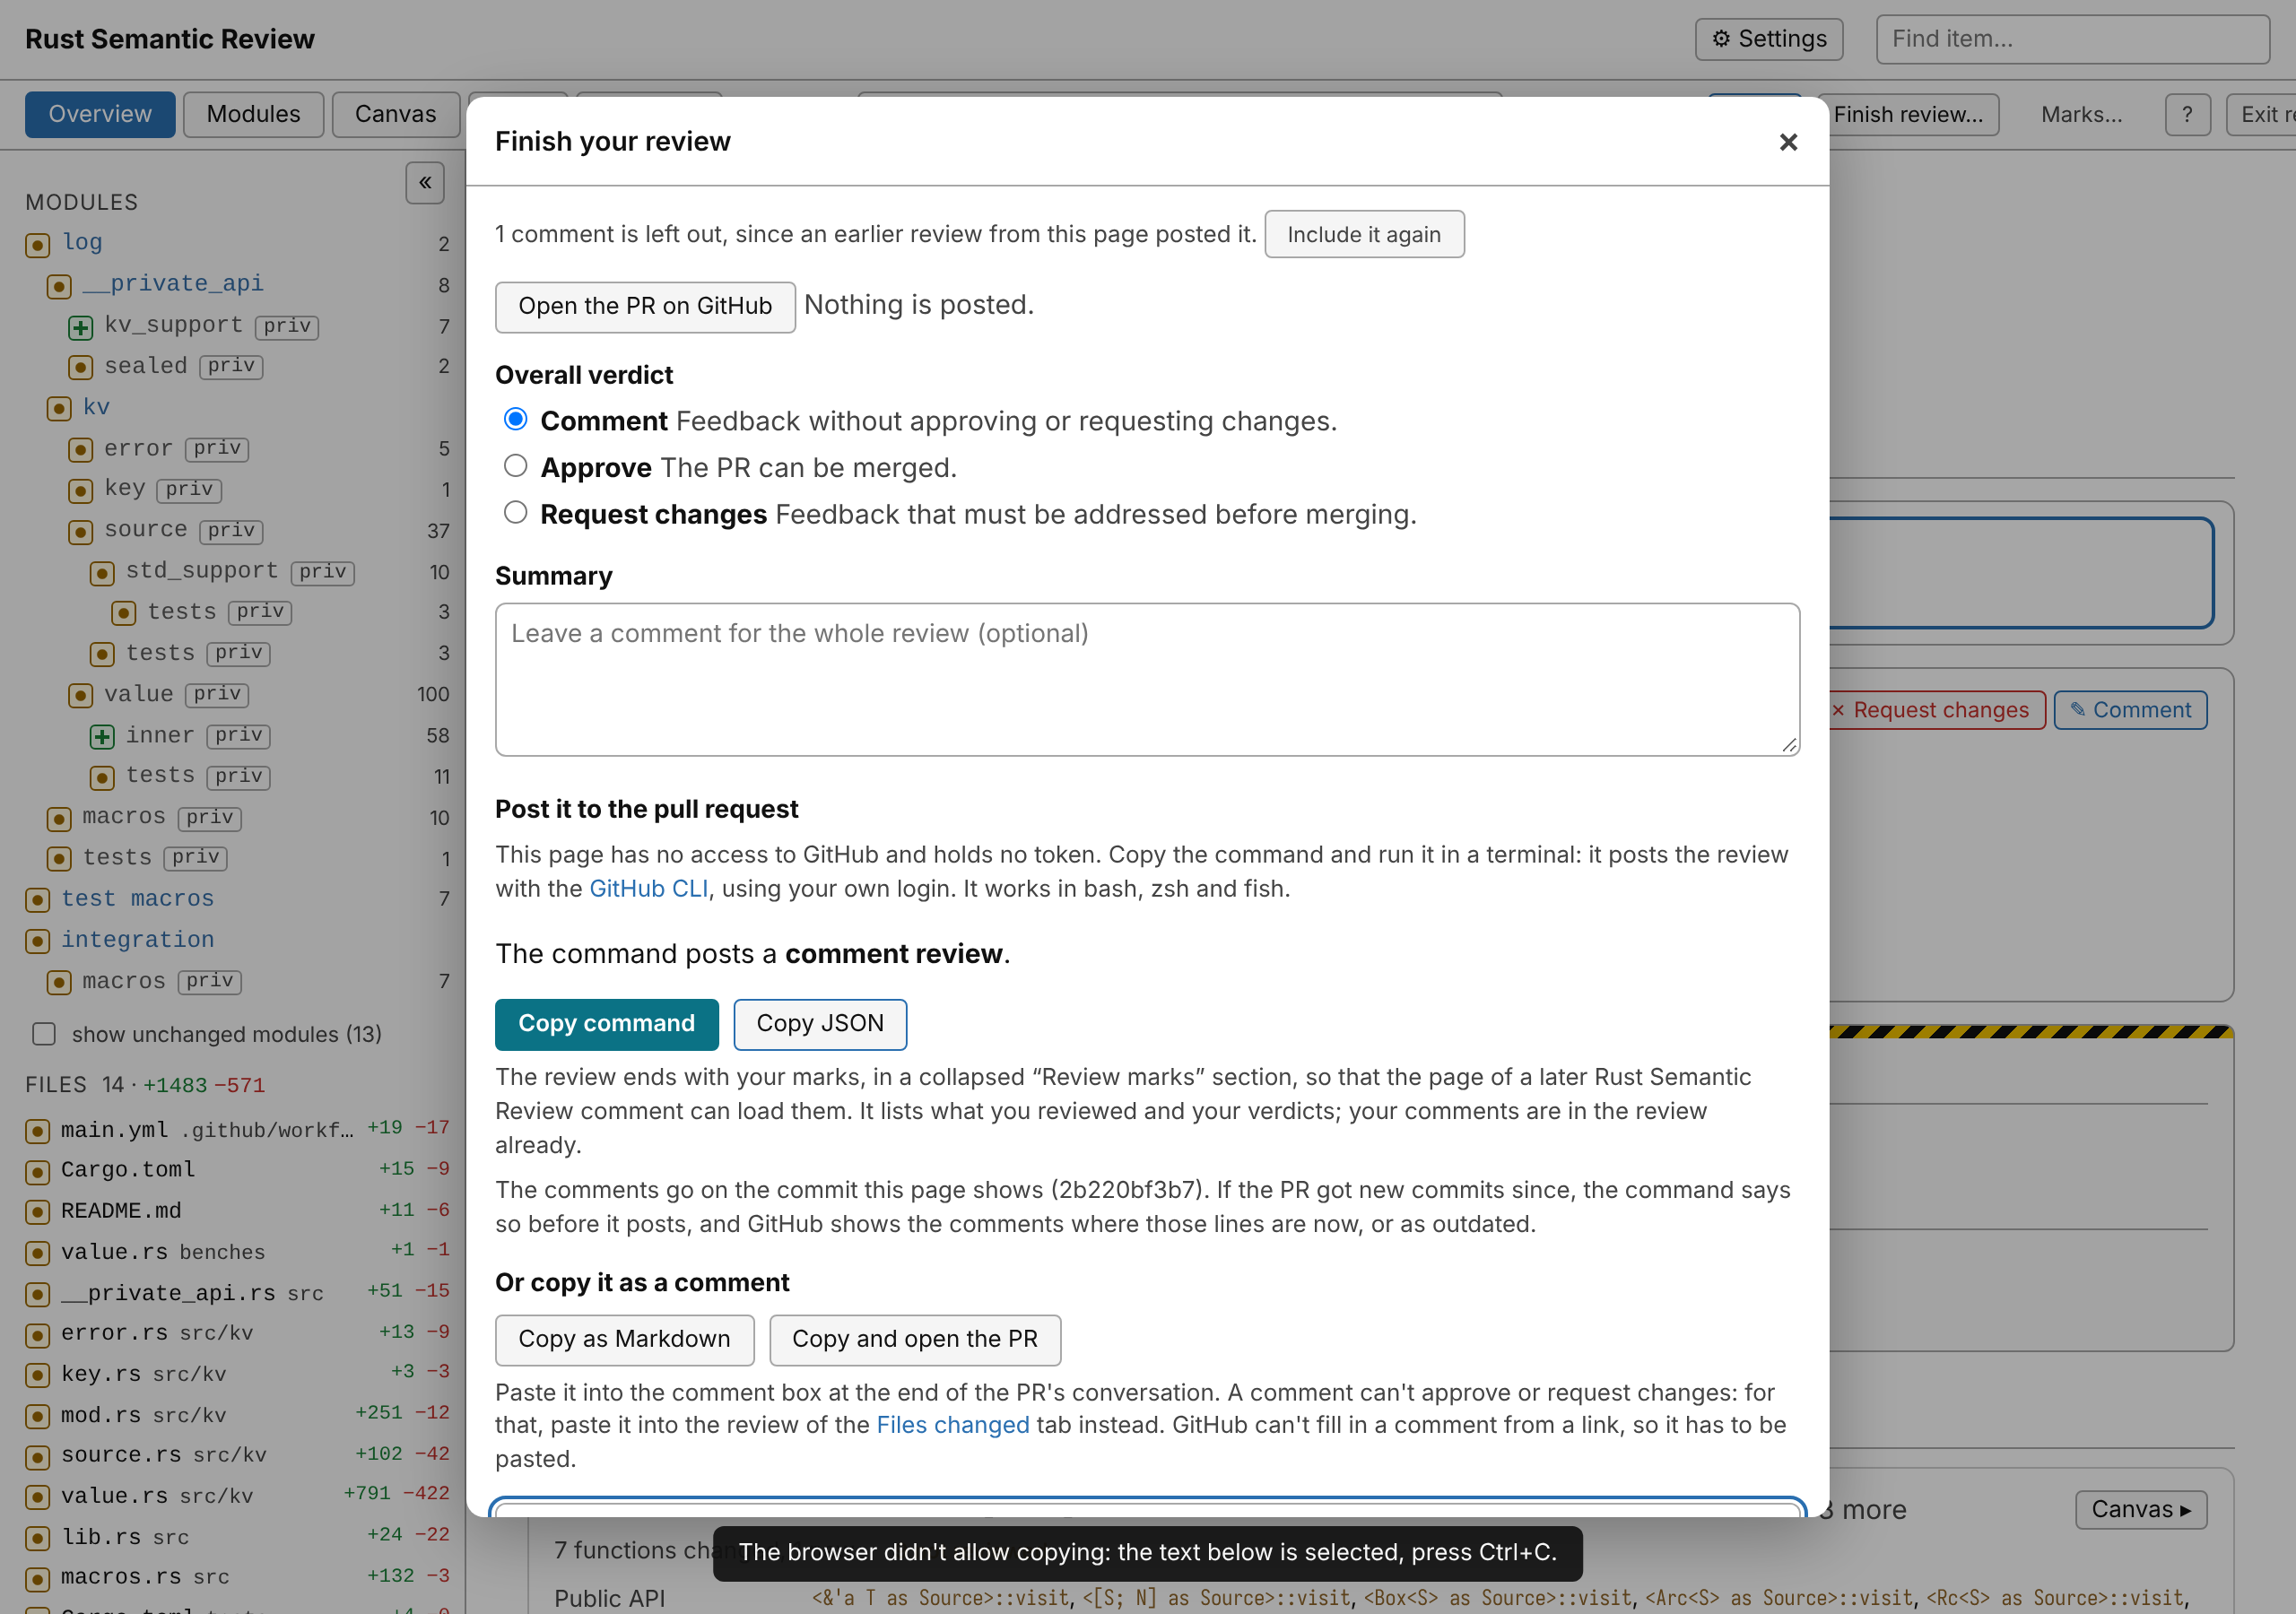 Rust Semantic Review
⚙ Settings
Find item...
Overview
Modules
Canvas
Finish review...
Marks...
?
Exit re
Finish your review
×
«
MODULES
log 2
__private_api 8
kv_support priv 7
sealed priv 2
kv
error priv 5
key priv 1
source priv 37
std_support priv 10
tests priv 3
tests priv 3
value priv 100
inner priv 58
tests priv 11
macros priv 10
tests priv 1
test macros 7
integration
macros priv 7
show unchanged modules (13)
FILES 14 · +1483 −571
main.yml .github/workf… +19 −17
Cargo.toml +15 −9
README.md +11 −6
value.rs benches +1 −1
__private_api.rs src +51 −15
error.rs src/kv +13 −9
key.rs src/kv +3 −3
mod.rs src/kv +251 −12
source.rs src/kv +102 −42
value.rs src/kv +791 −422
lib.rs src +24 −22
macros.rs src +132 −3
1 comment is left out, since an earlier review from this page posted it. Include it again
Open the PR on GitHub Nothing is posted.
Overall verdict
Comment Feedback without approving or requesting changes.
Approve The PR can be merged.
Request changes Feedback that must be addressed before merging.
Summary
Leave a comment for the whole review (optional)
Post it to the pull request
This page has no access to GitHub and holds no token. Copy the command and run it in a terminal: it posts the review
with the GitHub CLI, using your own login. It works in bash, zsh and fish.
The command posts a comment review.
Copy command
Copy JSON
The review ends with your marks, in a collapsed “Review marks” section, so that the page of a later Rust Semantic
Review comment can load them. It lists what you reviewed and your verdicts; your comments are in the review
already.
The comments go on the commit this page shows (2b220bf3b7). If the PR got new commits since, the command says
so before it posts, and GitHub shows the comments where those lines are now, or as outdated.
Or copy it as a comment
Copy as Markdown
Copy and open the PR
Paste it into the comment box at the end of the PR's conversation. A comment can't approve or request changes: for
that, paste it into the review of the Files changed tab instead. GitHub can't fill in a comment from a link, so it has to be
pasted.
× Request changes
✎ Comment
more
Canvas ▸
7 functions
The browser didn't allow copying: the text below is selected, press Ctrl+C.
Public API <&'a T as Source>::visit, <[S; N] as Source>::visit, <Box<S> as Source>::visit, <Arc<S> as Source>::visit, <Rc<S> as Source>::visit,